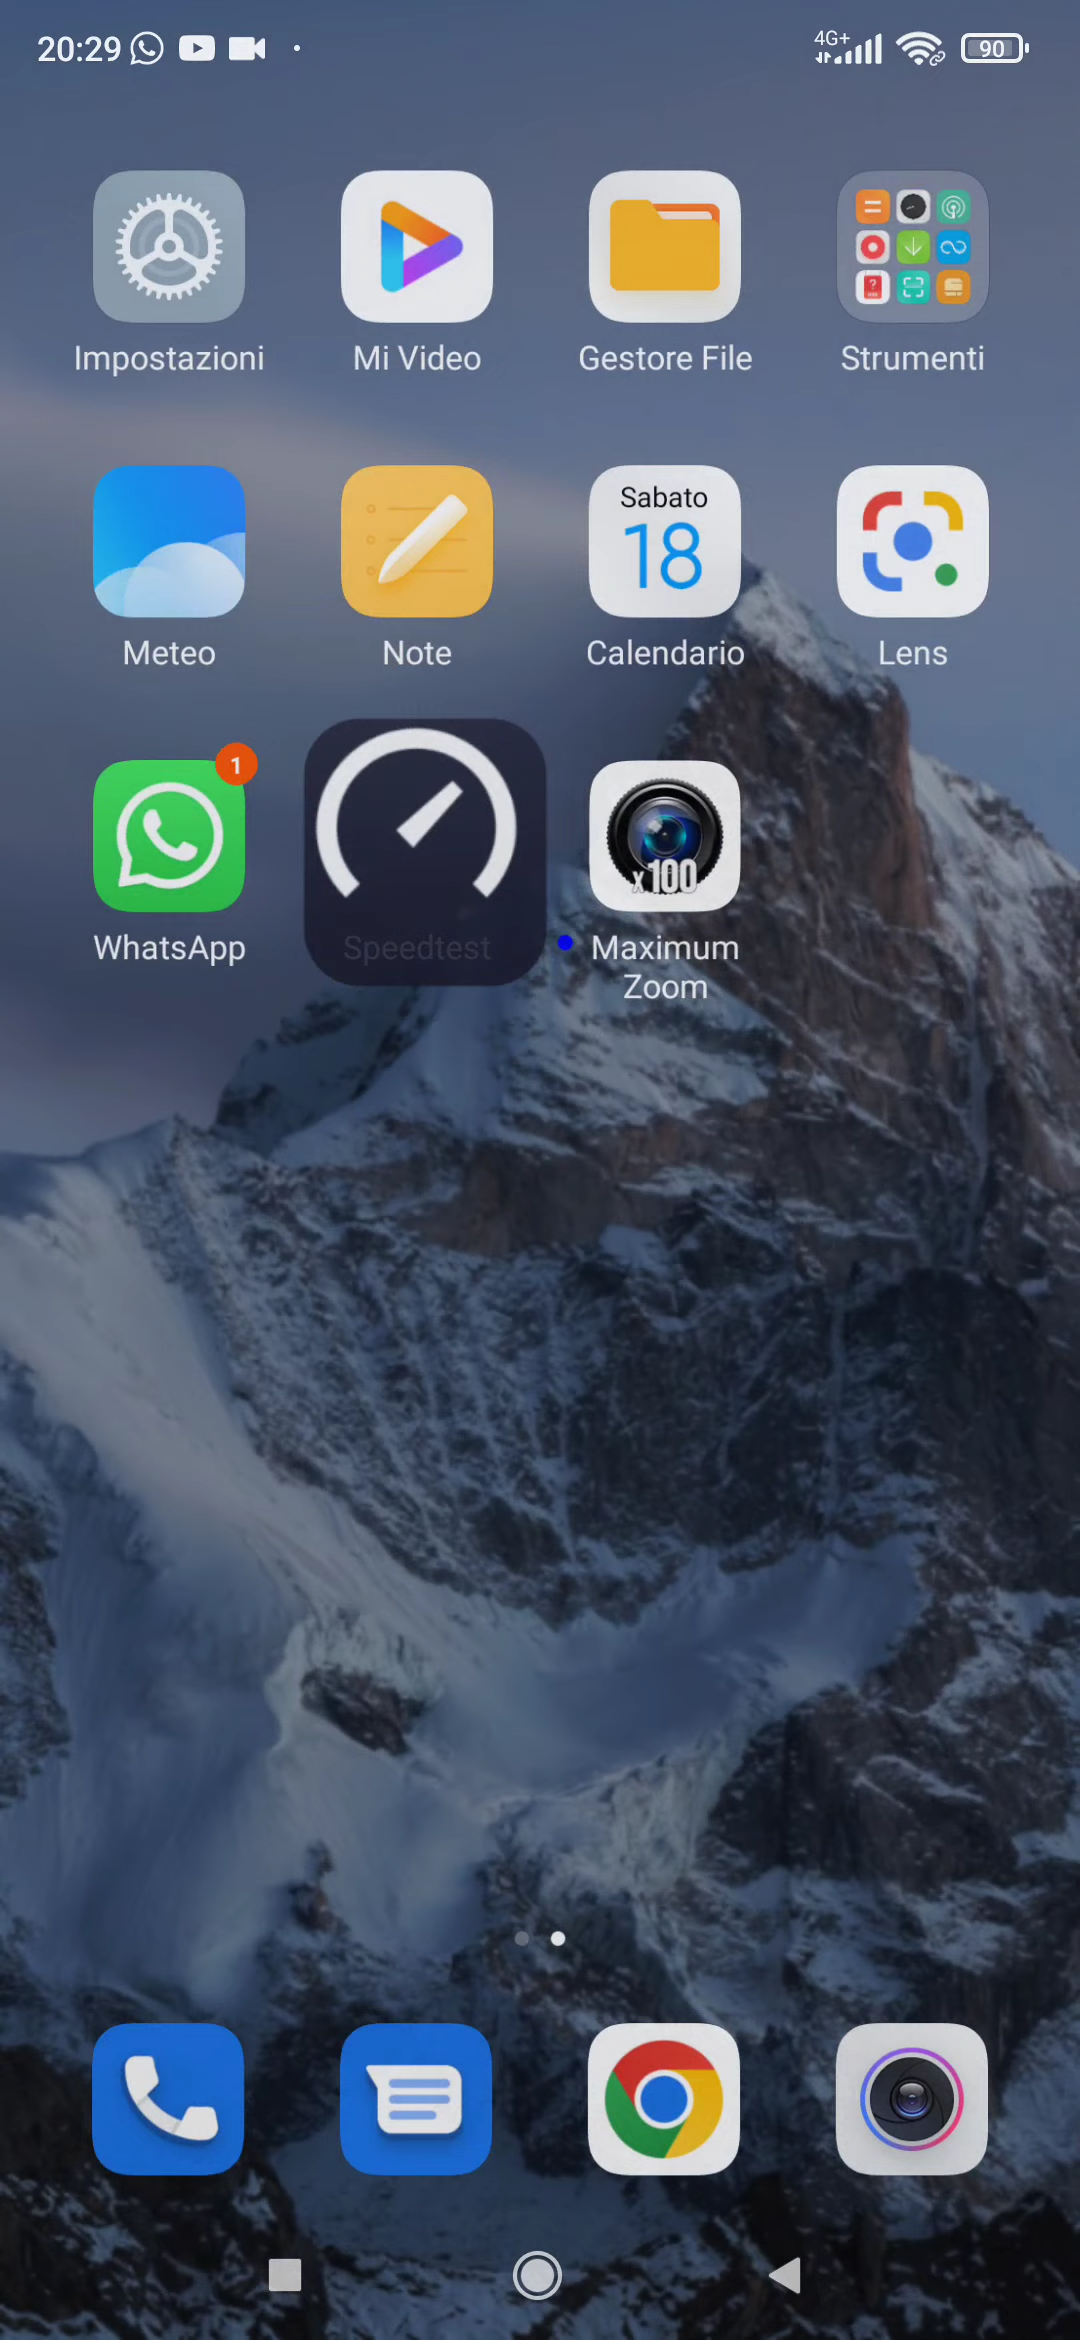 20:29
4G+
90
Impostazioni
Mi Video
Gestore File
Strumenti
Sabato
18
Meteo
Note
Calendario
Lens
1
x100
WhatsApp
Speedtest
Maximum
Zoom